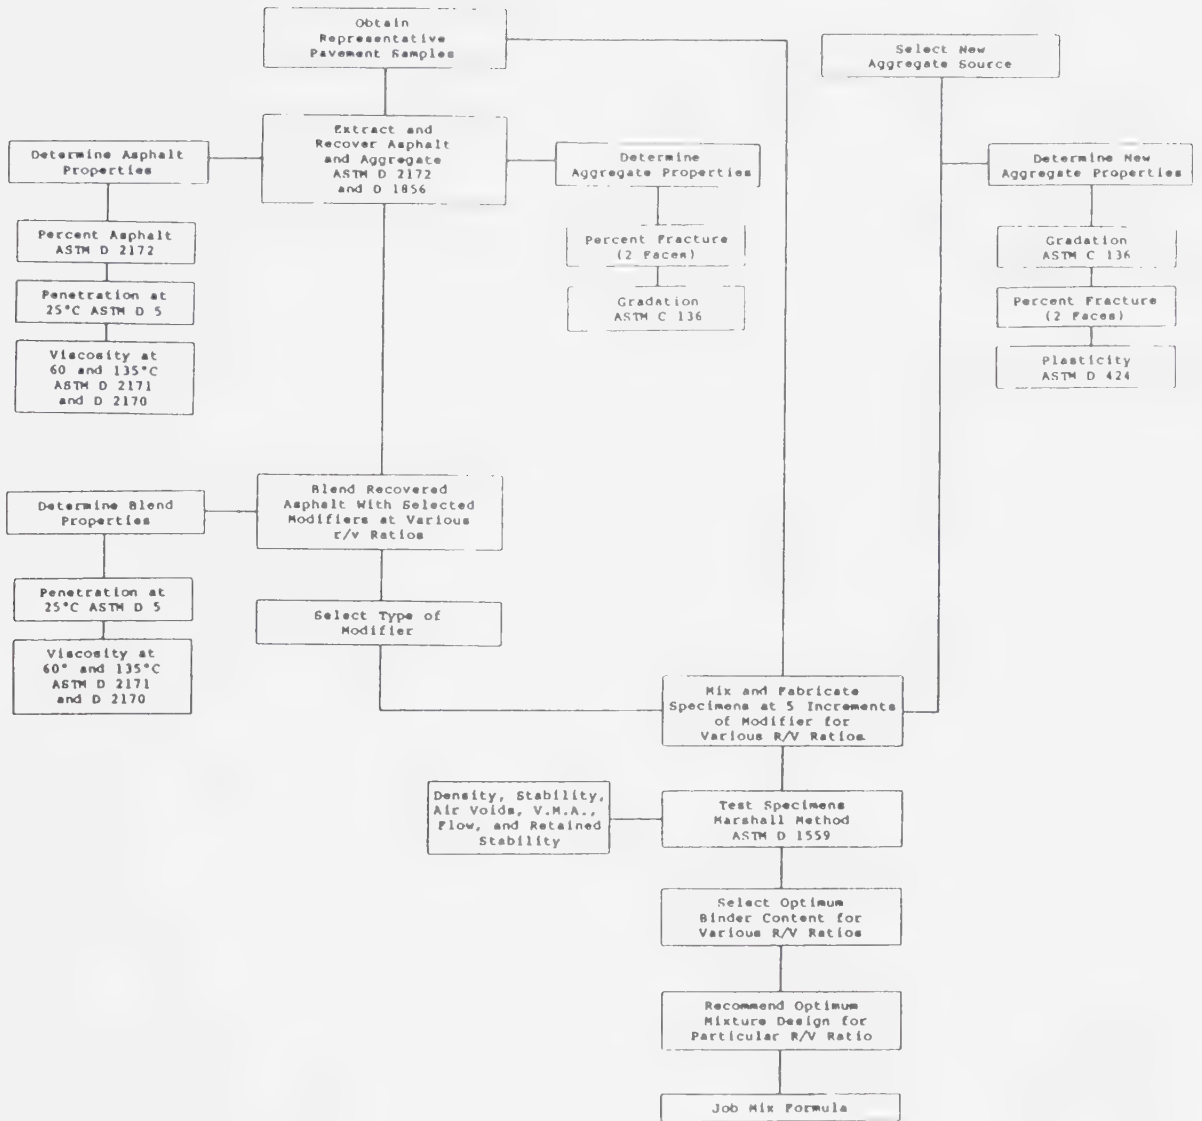 Obtain
Representative
Pavement Samples
Select New
Aggregate Source
Extract and
Recover Asphalt
and Aggregate
ASTM D 2172
and D 1856
Determine Asphalt
Properties
Determine
Aggregate Properties
Determine New
Aggregate Properties
Percent Asphalt
ASTM D 2172
Penetration at
25°C ASTM D 5
Viscosity at
60 and 135°C
ASTM D 2171
and D 2170
Percent Fracture
(2 Faces)
Gradation
ASTM C 136
Gradation
ASTM C 136
Percent Fracture
(2 Faces)
Plasticity
ASTM D 424
Determine Blend
Properties
Blend Recovered
Asphalt With Selected
Modifiers at Various
r/v Ratios
Penetration at
25°C ASTM D 5
Viscosity at
60° and 135°C
ASTM D 2171
and D 2170
Select Type of
Modifier
Mix and Fabricate
Specimens at 5 Increments
of Modifier for
Various R/V Ratios
Density, Stability,
Air Voids, V.M.A.,
Flow, and Retained
Stability
Test Specimens
Marshall Method
ASTM D 1559
Select Optimum
Binder Content for
Various R/V Ratios
Recommend Optimum
Mixture Design for
Particular R/V Ratio
Job Mix Formula